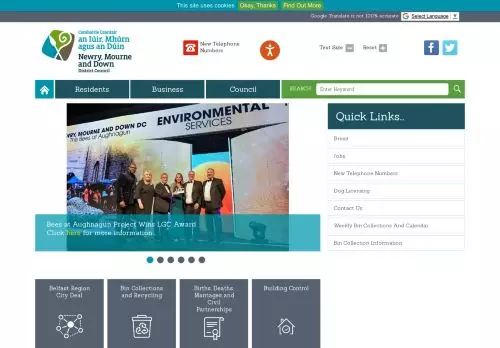 This site uses cookies Okay, Thanks Find Out More
Google Translate is not 100% accurate Select Language
Comhairle Ceantair
an Iúir, Mhúrn
agus an Dúin
Newry, Mourne
and Down
District Council
New Telephone
Numbers
Text Size
Reset
Residents
Business
Council
SEARCH
Enter Keyword
ENVIRONMENTAL
SERVICES
NEWRY, MOURNE AND DOWN DC
The Bees of Aughnagun
Bees at Aughnagun Project Wins LGC Award
Click here for more information.
Quick Links...
Brexit
Jobs
New Telephone Numbers
Dog Licensing
Contact Us
Weekly Bin Collections And Calendar
Bin Collection Information
Belfast Region
City Deal
Bin Collections
and Recycling
Births, Deaths,
Marriages and
Civil
Partnerships
Building Control